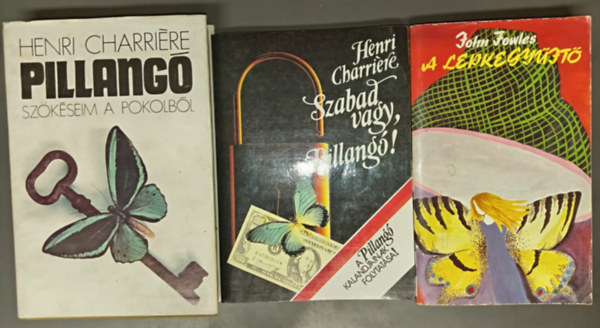 HENRI CHARRIÈRE
PILLANGÓ
SZÖKÉSEIM A POKOLBÓL
Henri
Charrière
Szabad
vagy,
Pillangó!
A Pillangó
KALANDJAINAK
FOLYTATÁSA!
John Fowles
A LEPKEGYŰJTŐ